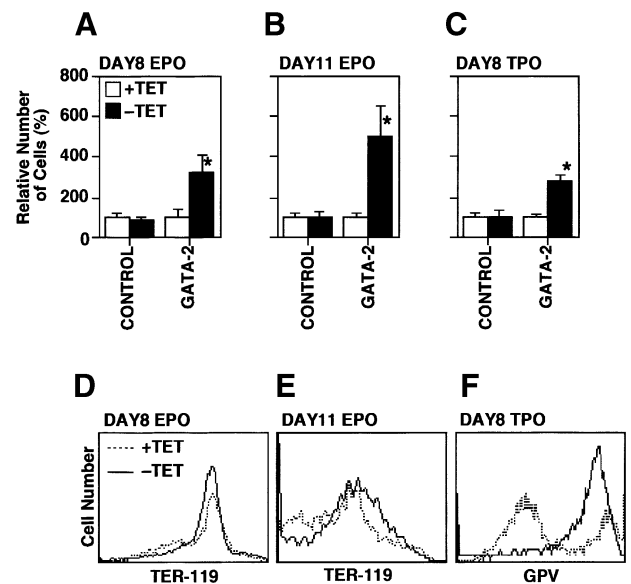 A
B
C
DAY8 EPO
DAY11 EPO
DAY8 TPO
Relative Number of Cells (%)
800
600
400
200
0
+TET
−TET
*
*
*
CONTROL
GATA-2
CONTROL
GATA-2
CONTROL
GATA-2
D
E
F
DAY8 EPO
DAY11 EPO
DAY8 TPO
Cell Number
+TET
−TET
TER-119
TER-119
GPV